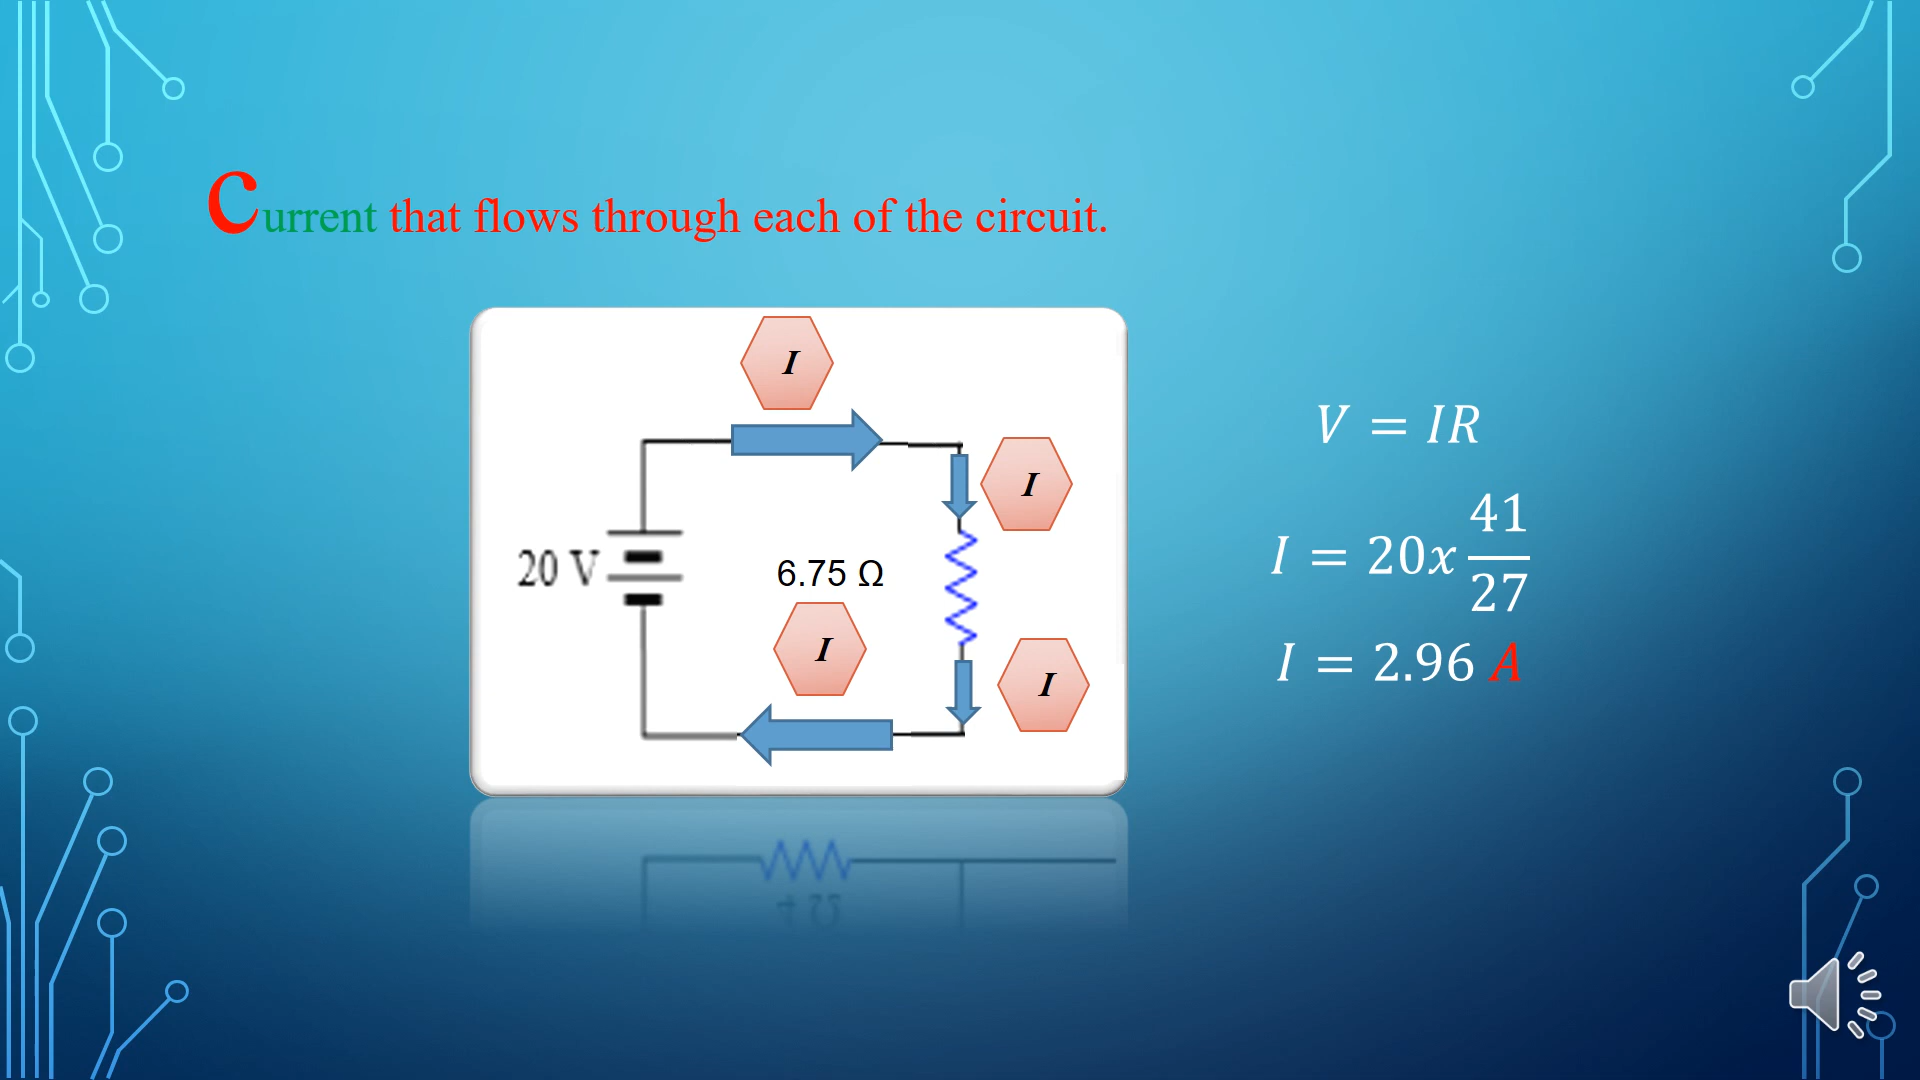 Current that flows through each of the circuit.
I
I
20 V
6.75 Ω
I
I
V = IR
I = 20x 41/27
I = 2.96 A